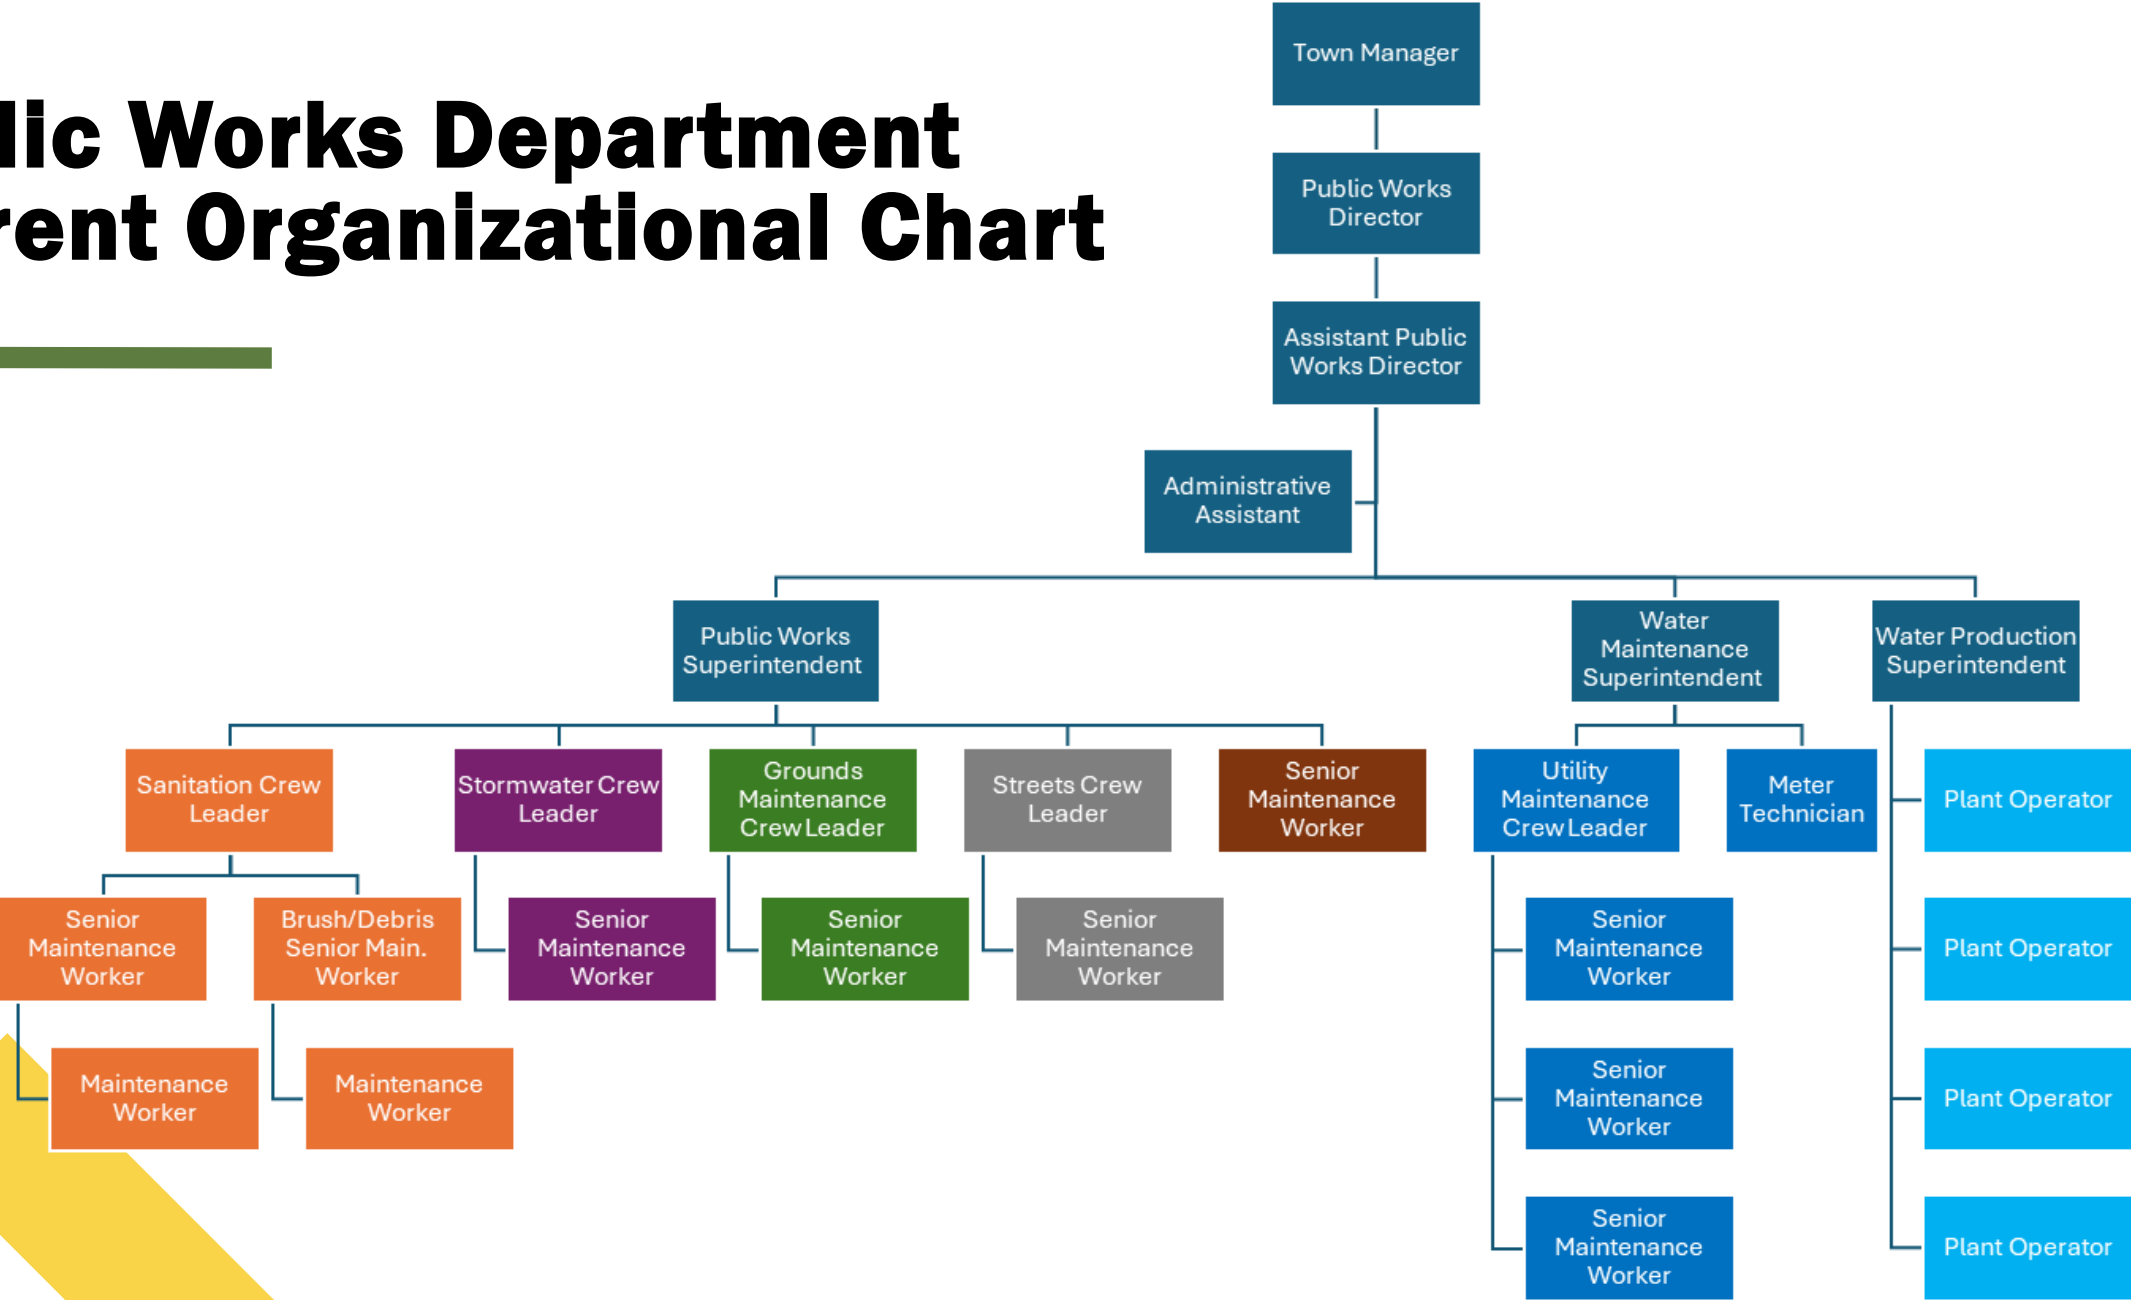 lic Works Department
rent Organizational Chart
Town Manager
Public Works
Director
Assistant Public
Works Director
Administrative
Assistant
Public Works
Superintendent
Water
Maintenance
Superintendent
Water Production
Superintendent
Sanitation Crew
Leader
Stormwater Crew
Leader
Grounds
Maintenance
Crew Leader
Streets Crew
Leader
Senior
Maintenance
Worker
Utility
Maintenance
Crew Leader
Meter
Technician
Plant Operator
Senior
Maintenance
Worker
Brush/Debris
Senior Main.
Worker
Senior
Maintenance
Worker
Senior
Maintenance
Worker
Senior
Maintenance
Worker
Senior
Maintenance
Worker
Plant Operator
Maintenance
Worker
Maintenance
Worker
Senior
Maintenance
Worker
Plant Operator
Senior
Maintenance
Worker
Plant Operator